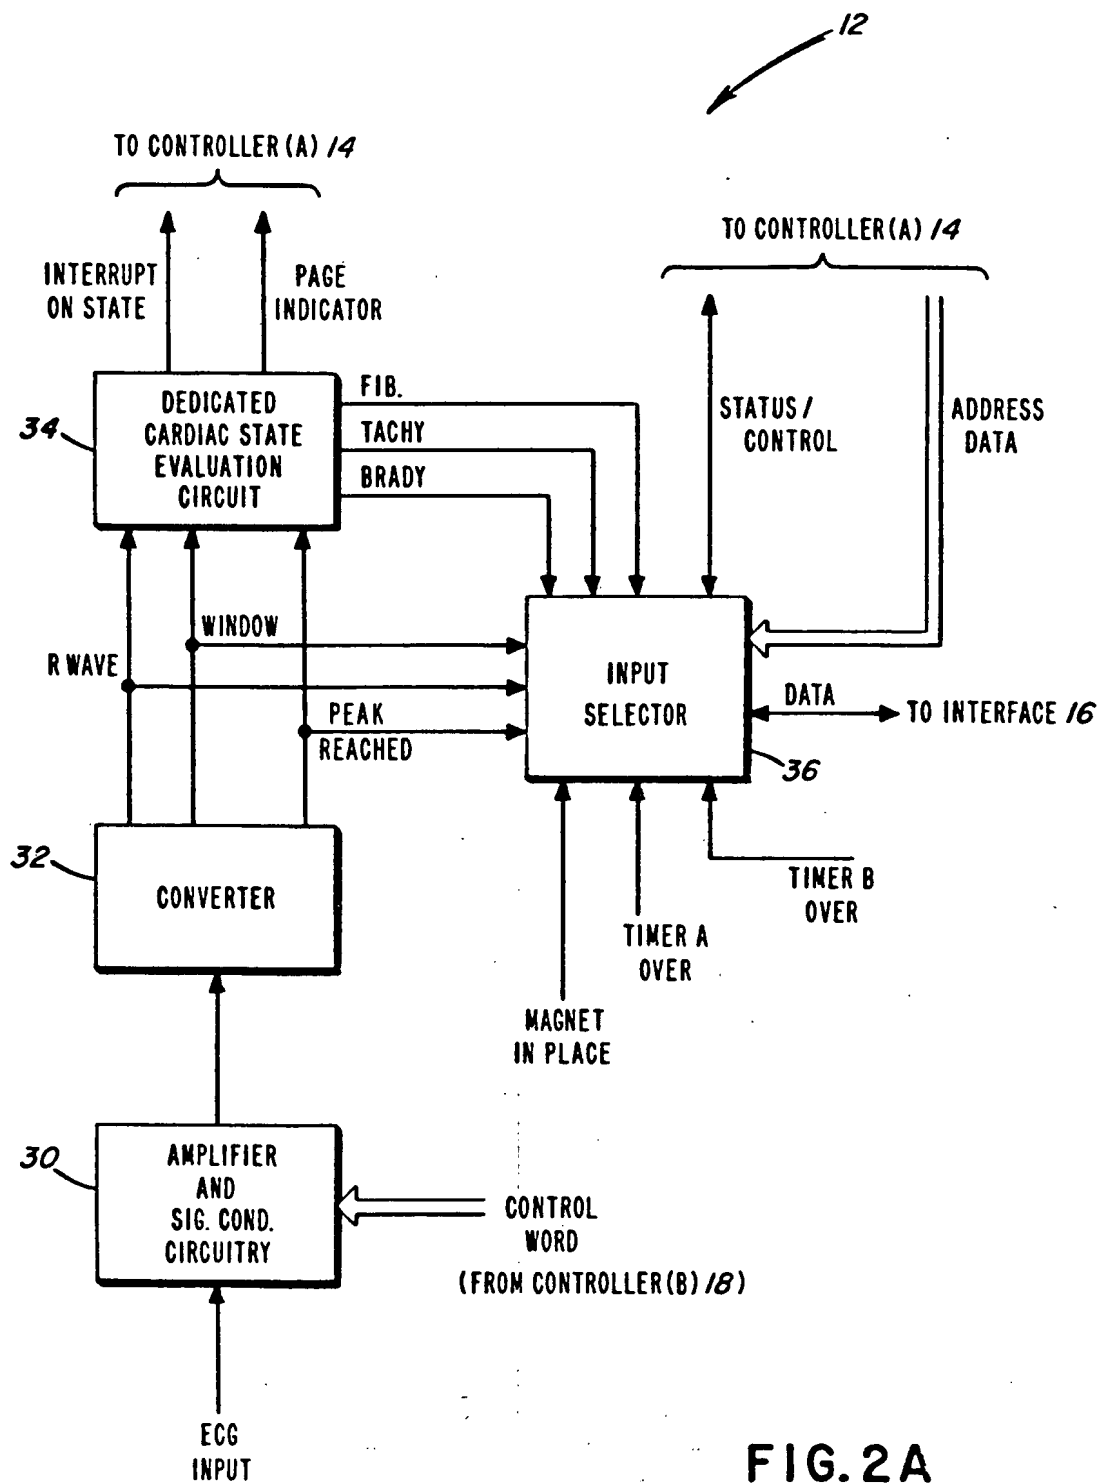 12
TO CONTROLLER (A) 14
TO CONTROLLER (A) 14
INTERRUPT
ON STATE
PAGE
INDICATOR
STATUS /
CONTROL
ADDRESS
DATA
34
DEDICATED
CARDIAC STATE
EVALUATION
CIRCUIT
FIB.
TACHY
BRADY
WINDOW
R WAVE
PEAK
REACHED
INPUT
SELECTOR
DATA
TO INTERFACE 16
36
32
CONVERTER
TIMER B
OVER
TIMER A
OVER
MAGNET
IN PLACE
30
AMPLIFIER
AND
SIG. COND.
CIRCUITRY
CONTROL
WORD
(FROM CONTROLLER (B) 18)
ECG
INPUT
FIG. 2A